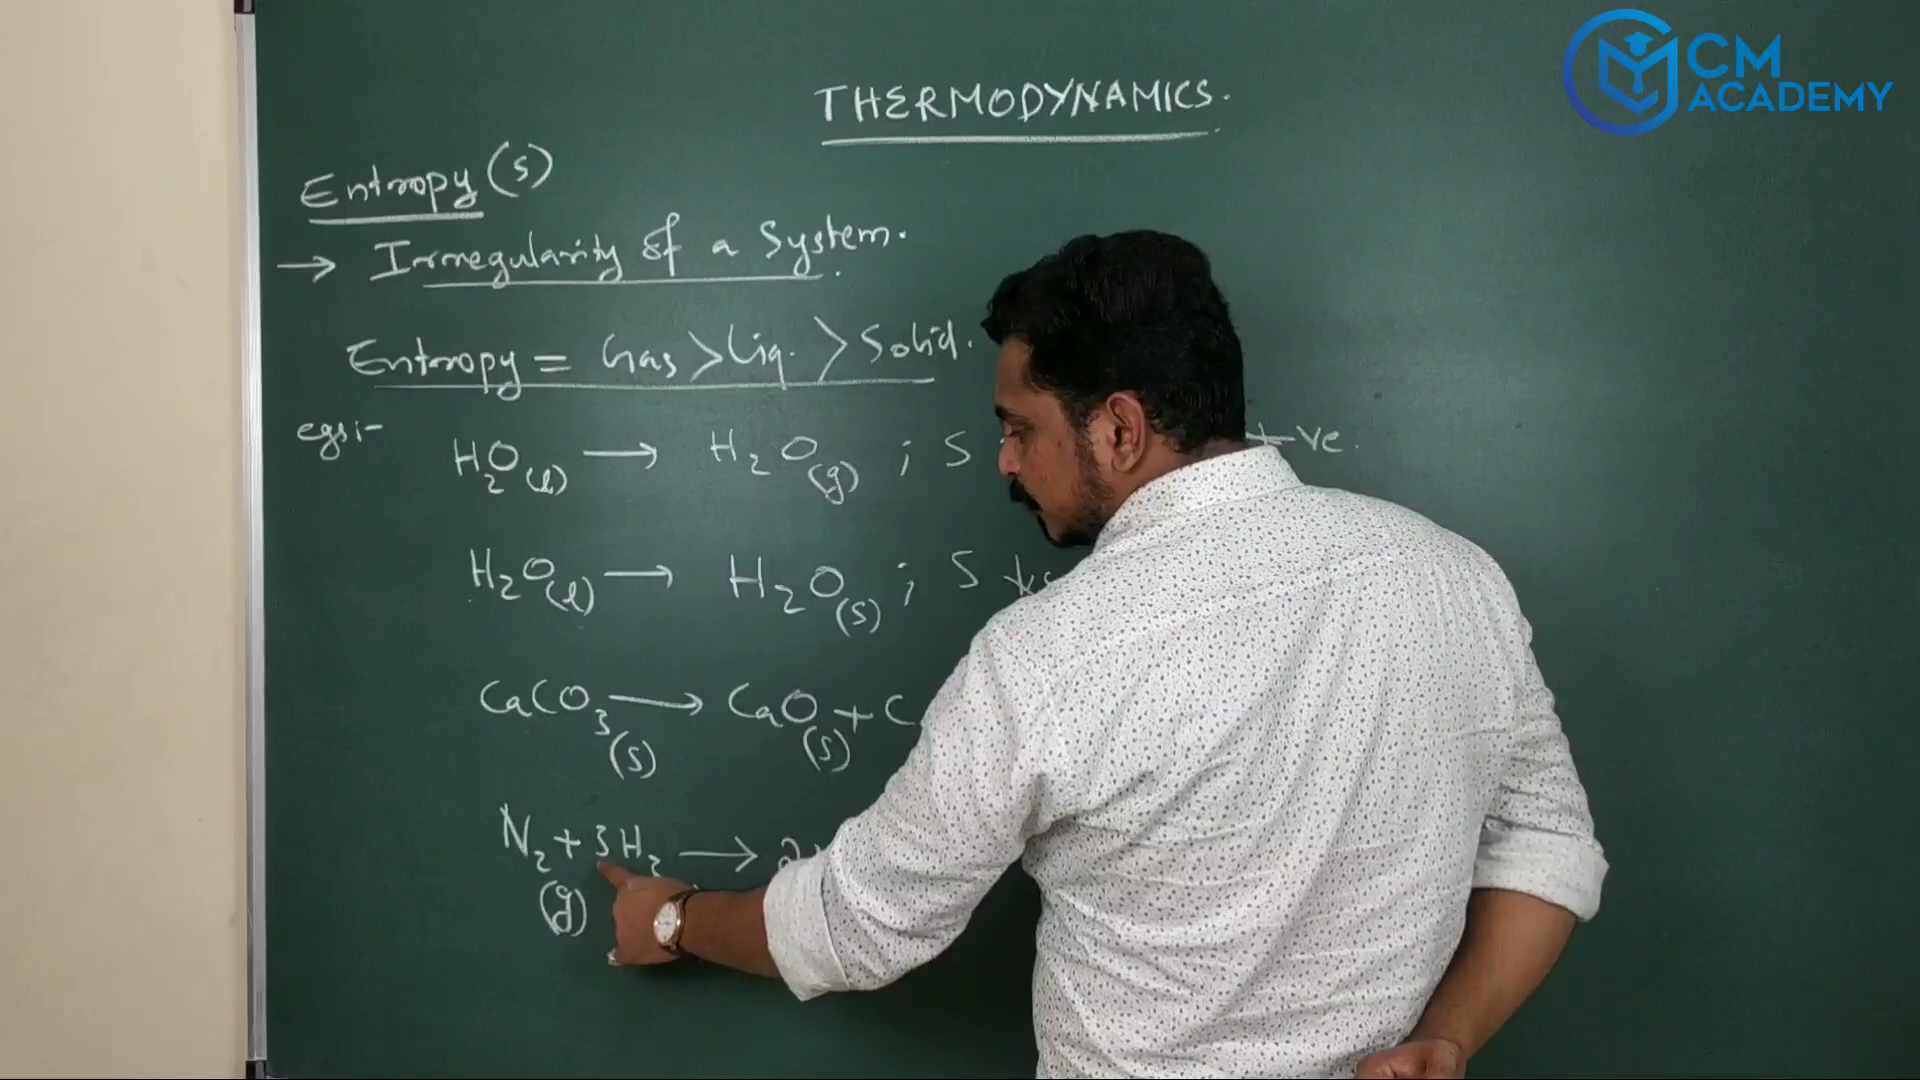 CM
ACADEMY
THERMODYNAMICS.
Entropy (S)
→ Irregularity of a System.
Entropy = Gas > Liq. > Solid.
egs:-
H2O(l) → H2O(g) ; S +ve.
H2O(l) → H2O(s) ; S
CaCO3(s) → CaO(s) + C
N2 + 3H2 → 2
(g)